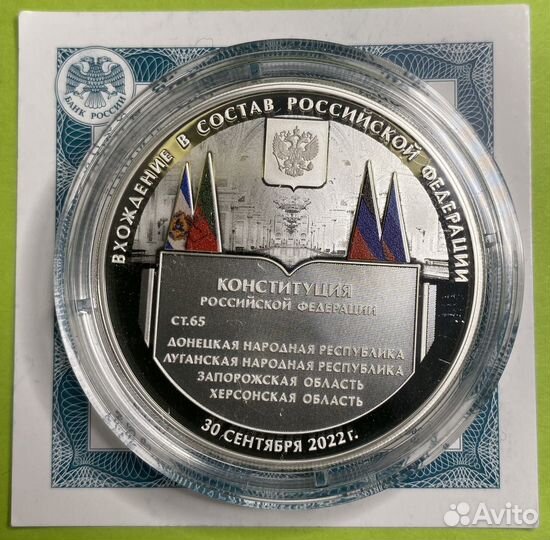 БАНК РОССИИ
ВХОЖДЕНИЕ В СОСТАВ РОССИЙСКОЙ ФЕДЕРАЦИИ
КОНСТИТУЦИЯ
РОССИЙСКОЙ ФЕДЕРАЦИИ
СТ.65
ДОНЕЦКАЯ НАРОДНАЯ РЕСПУБЛИКА
ЛУГАНСКАЯ НАРОДНАЯ РЕСПУБЛИКА
ЗАПОРОЖСКАЯ ОБЛАСТЬ
ХЕРСОНСКАЯ ОБЛАСТЬ
30 СЕНТЯБРЯ 2022 г.
Avito